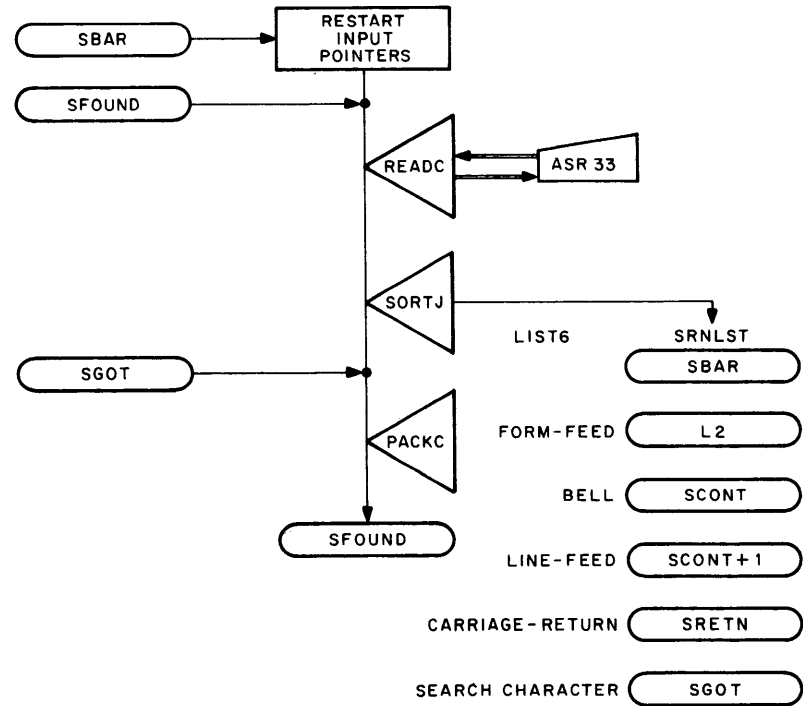 SBAR
RESTART
INPUT
POINTERS
SFOUND
READC
ASR 33
SORTJ
LIST6
SRNLST
SBAR
SGOT
FORM-FEED
L2
PACKC
BELL
SCONT
SFOUND
LINE-FEED
SCONT+1
CARRIAGE-RETURN
SRETN
SEARCH CHARACTER
SGOT